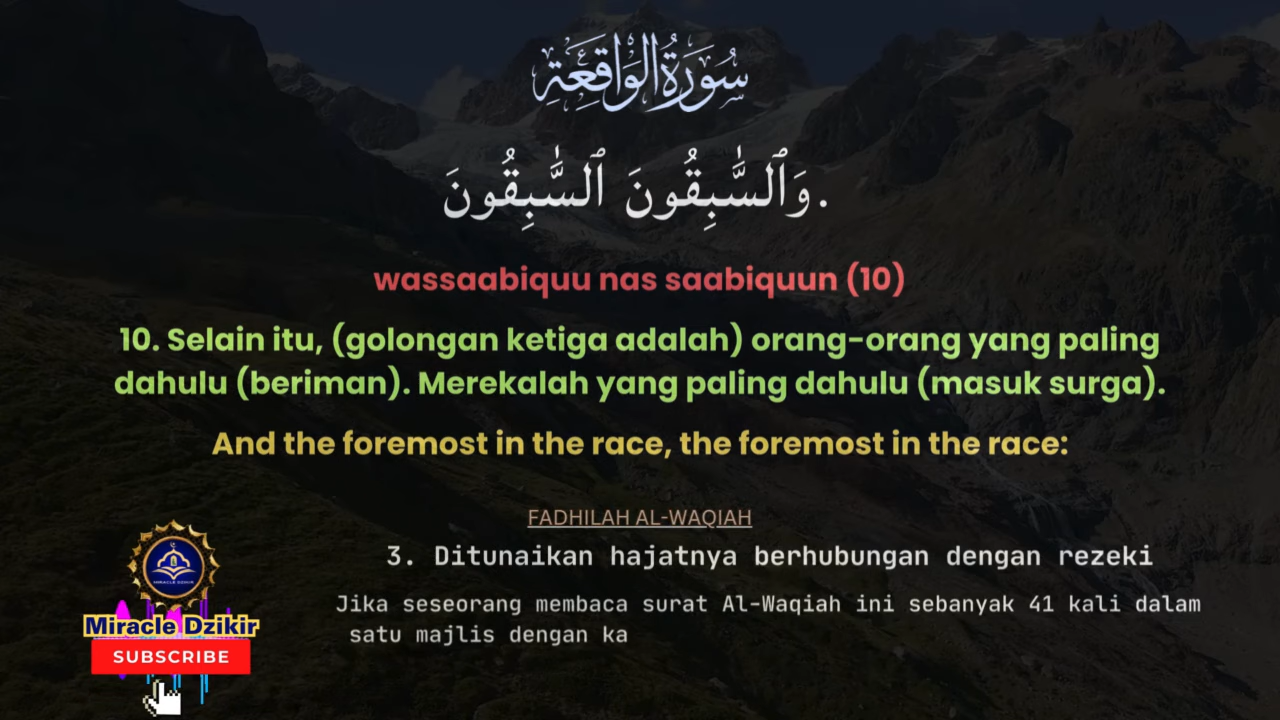 سُورَةُ الْوَاقِعَةِ
وَٱلسَّٰبِقُونَ ٱلسَّٰبِقُونَ.
wassaabiquu nas saabiquun (10)
10. Selain itu, (golongan ketiga adalah) orang-orang yang paling
dahulu (beriman). Merekalah yang paling dahulu (masuk surga).
And the foremost in the race, the foremost in the race:
FADHILAH AL-WAQIAH
3. Ditunaikan hajatnya berhubungan dengan rezeki
Jika seseorang membaca surat Al-Waqiah ini sebanyak 41 kali dalam
satu majlis dengan ka
MIRACLE DZIKIR
Miracle Dzikir
SUBSCRIBE